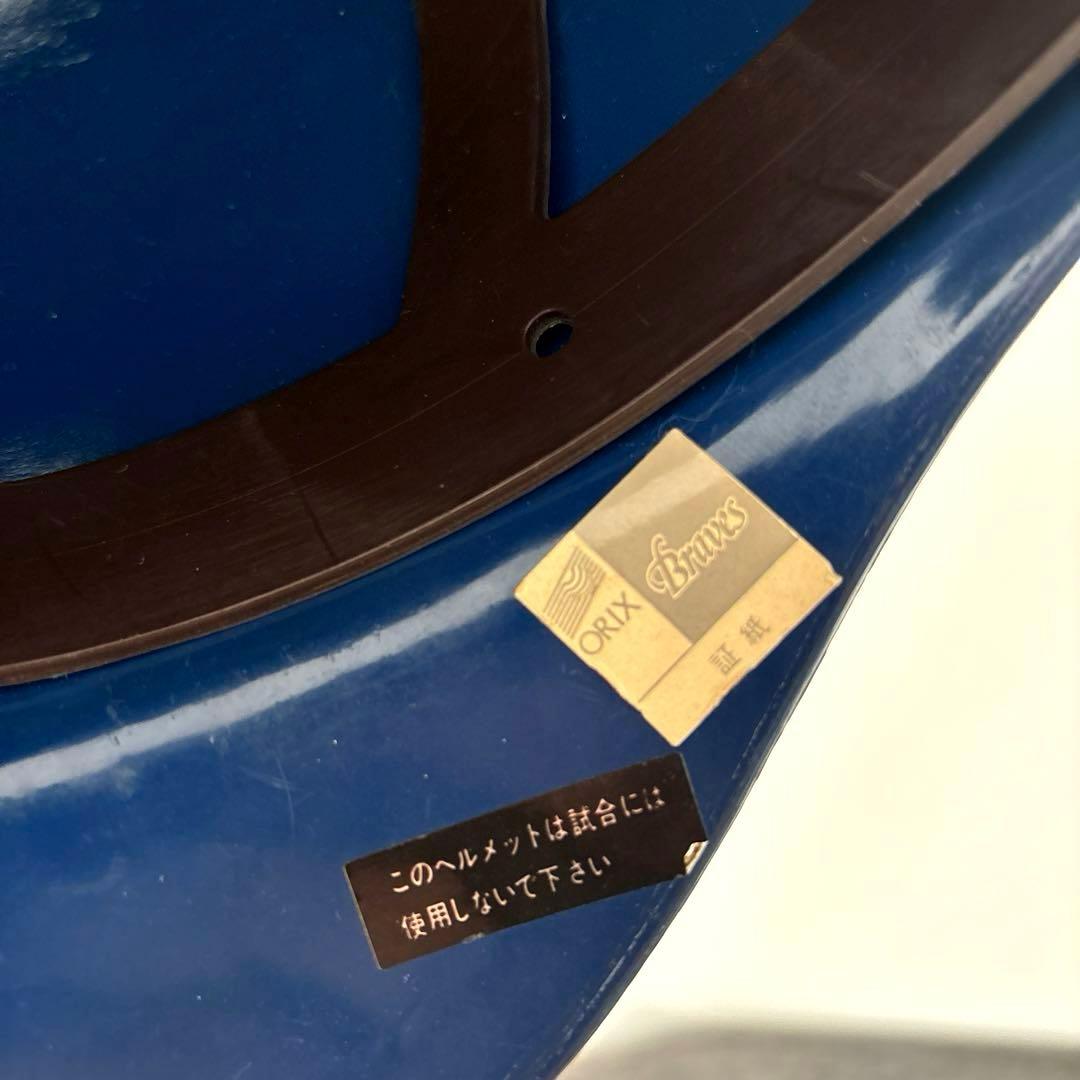 Braves
ORIX
証紙
このヘルメットは試合には
使用しないで下さい